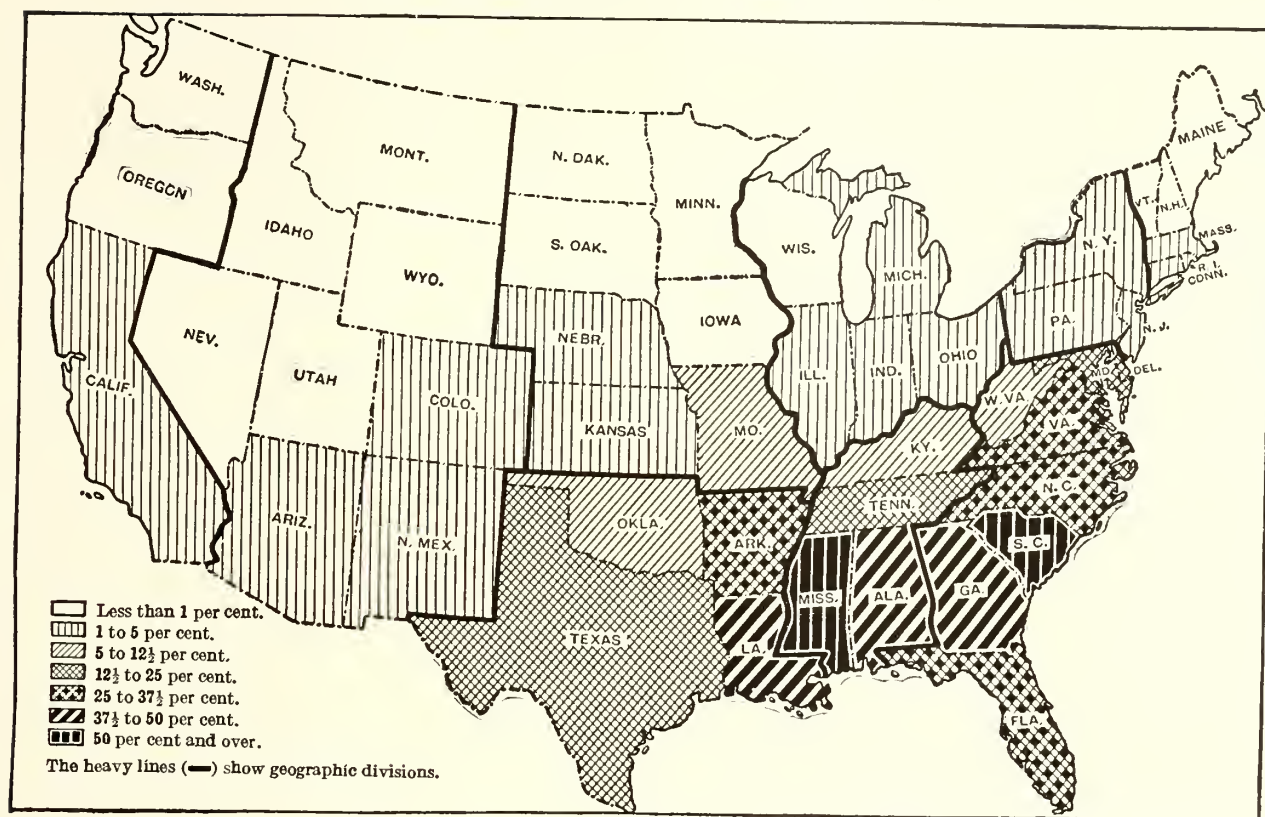 WASH.
MAINE
MONT.
N. DAK.
OREGON
MINN.
VT.
N.H.
IDAHO
S. OAK.
WIS.
N. Y.
MASS.
WYO.
MICH.
R. I.
CONN.
NEV.
NEBR.
IOWA
PA.
N. J.
UTAH
ILL.
IND.
OHIO
MD.
DEL.
CALIF.
COLO.
KANSAS
MO.
W. VA.
VA.
KY.
N. C.
TENN.
ARIZ.
N. MEX.
OKLA.
ARK.
S. C.
MISS.
ALA.
GA.
TEXAS
LA.
FLA.
Less than 1 per cent.
1 to 5 per cent.
5 to 12½ per cent.
12½ to 25 per cent.
25 to 37½ per cent.
37½ to 50 per cent.
50 per cent and over.
The heavy lines (▬) show geographic divisions.